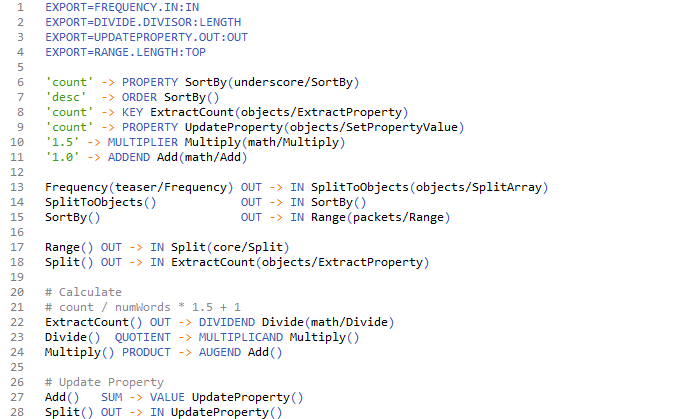 1 EXPORT=FREQUENCY.IN:IN
2 EXPORT=DIVIDE.DIVISOR:LENGTH
3 EXPORT=UPDATEPROPERTY.OUT:OUT
4 EXPORT=RANGE.LENGTH:TOP
5
6 'count' -> PROPERTY SortBy(underscore/SortBy)
7 'desc'  -> ORDER SortBy()
8 'count' -> KEY ExtractCount(objects/ExtractProperty)
9 'count' -> PROPERTY UpdateProperty(objects/SetPropertyValue)
10 '1.5' -> MULTIPLIER Multiply(math/Multiply)
11 '1.0' -> ADDEND Add(math/Add)
12
13 Frequency(teaser/Frequency) OUT -> IN SplitToObjects(objects/SplitArray)
14 SplitToObjects()            OUT -> IN SortBy()
15 SortBy()                    OUT -> IN Range(packets/Range)
16
17 Range() OUT -> IN Split(core/Split)
18 Split() OUT -> IN ExtractCount(objects/ExtractProperty)
19
20 # Calculate
21 # count / numWords * 1.5 + 1
22 ExtractCount() OUT -> DIVIDEND Divide(math/Divide)
23 Divide()  QUOTIENT -> MULTIPLICAND Multiply()
24 Multiply() PRODUCT -> AUGEND Add()
25
26 # Update Property
27 Add()   SUM -> VALUE UpdateProperty()
28 Split() OUT -> IN UpdateProperty()